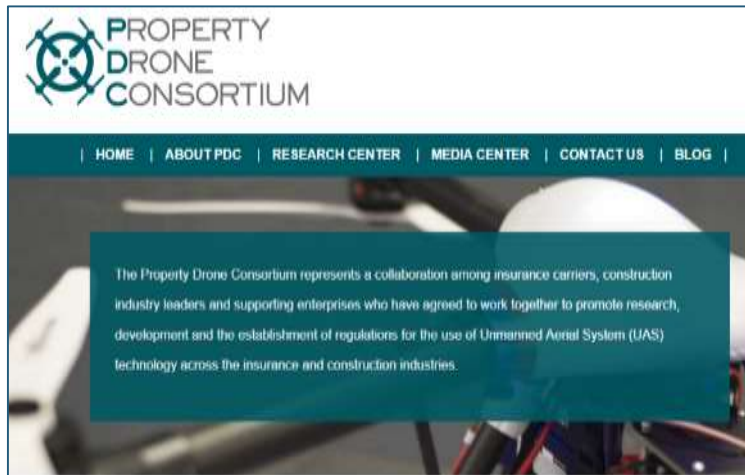 PROPERTY
DRONE
CONSORTIUM
| HOME | ABOUT PDC | RESEARCH CENTER | MEDIA CENTER | CONTACT US | BLOG |
The Property Drone Consortium represents a collaboration among insurance carriers, construction
industry leaders and supporting enterprises who have agreed to work together to promote research,
development and the establishment of regulations for the use of Unmanned Aerial System (UAS)
technology across the insurance and construction industries.